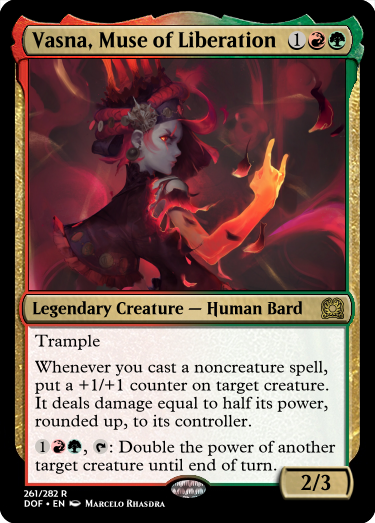 Vasna, Muse of Liberation 1
Legendary Creature — Human Bard
Trample
Whenever you cast a noncreature spell,
put a +1/+1 counter on target creature.
It deals damage equal to half its power,
rounded up, to its controller.
1, : Double the power of another
target creature until end of turn.
2/3
261/282 R
DOF • EN Marcelo Rhasdra